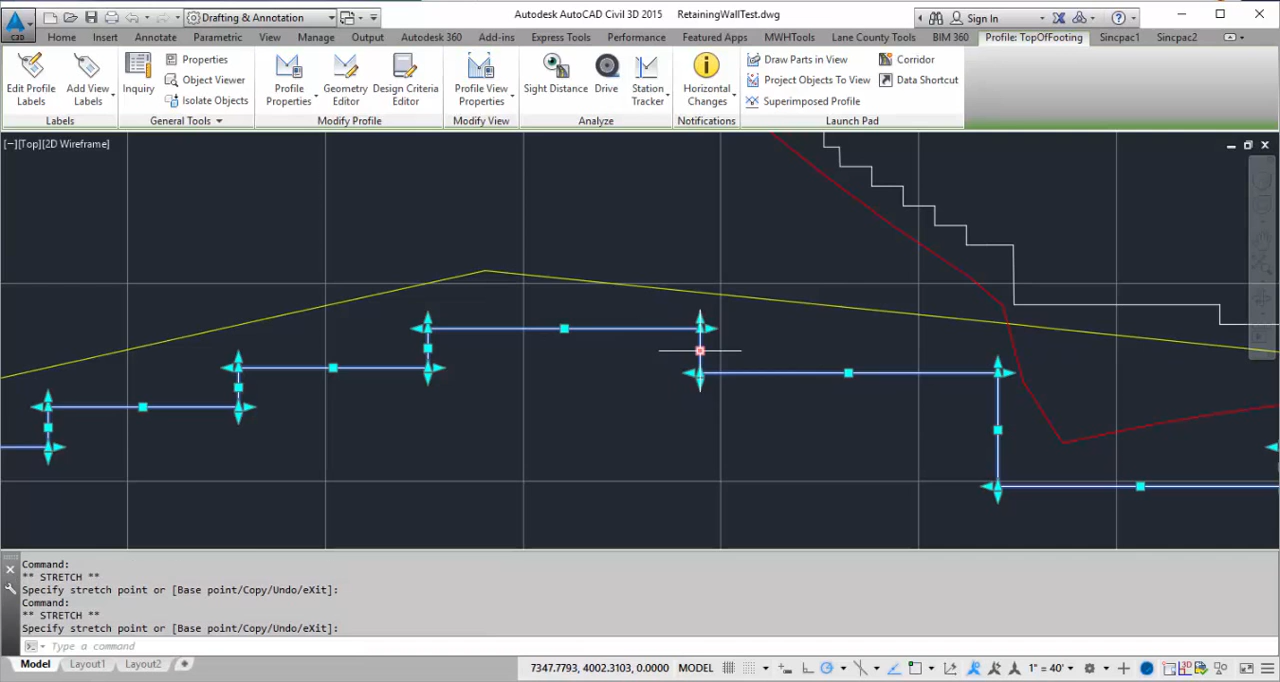 Autodesk AutoCAD Civil 3D 2015 RetainingWallTest.dwg
Drafting & Annotation
Sign In
C3D
Home Insert Annotate Parametric View Manage Output Autodesk 360 Add-ins Express Tools Performance Featured Apps MWHTools Lane County Tools BIM 360 Profile: TopOfFooting Sincpac1 Sincpac2
Edit Profile Labels
Add View Labels
Labels
Inquiry
Properties
Object Viewer
Isolate Objects
General Tools
Profile Properties
Geometry Editor
Design Criteria Editor
Modify Profile
Profile View Properties
Modify View
Sight Distance
Drive
Station Tracker
Analyze
Horizontal Changes
Notifications
Draw Parts in View
Project Objects To View
Superimposed Profile
Corridor
Data Shortcut
Launch Pad
[−][Top][2D Wireframe]
Command:
** STRETCH **
Specify stretch point or [Base point/Copy/Undo/eXit]:
Command:
** STRETCH **
Specify stretch point or [Base point/Copy/Undo/eXit]:
Type a command
Model Layout1 Layout2
7347.7793, 4002.3103, 0.0000 MODEL 1" = 40'